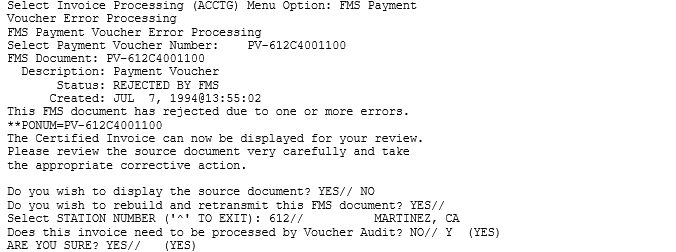 Select Invoice Processing (ACCTG) Menu Option: FMS Payment
Voucher Error Processing
FMS Payment Voucher Error Processing
Select Payment Voucher Number:    PV-612C4001100
FMS Document: PV-612C4001100
  Description: Payment Voucher
       Status: REJECTED BY FMS
      Created: JUL  7, 1994@13:55:02
This FMS document has rejected due to one or more errors.
**PONUM=PV-612C4001100
The Certified Invoice can now be displayed for your review.
Please review the source document very carefully and take
the appropriate corrective action.

Do you wish to display the source document? YES// NO
Do you wish to rebuild and retransmit this FMS document? YES//
Select STATION NUMBER ('^' TO EXIT): 612//          MARTINEZ, CA
Does this invoice need to be processed by Voucher Audit? NO// Y  (YES)
ARE YOU SURE? YES//   (YES)